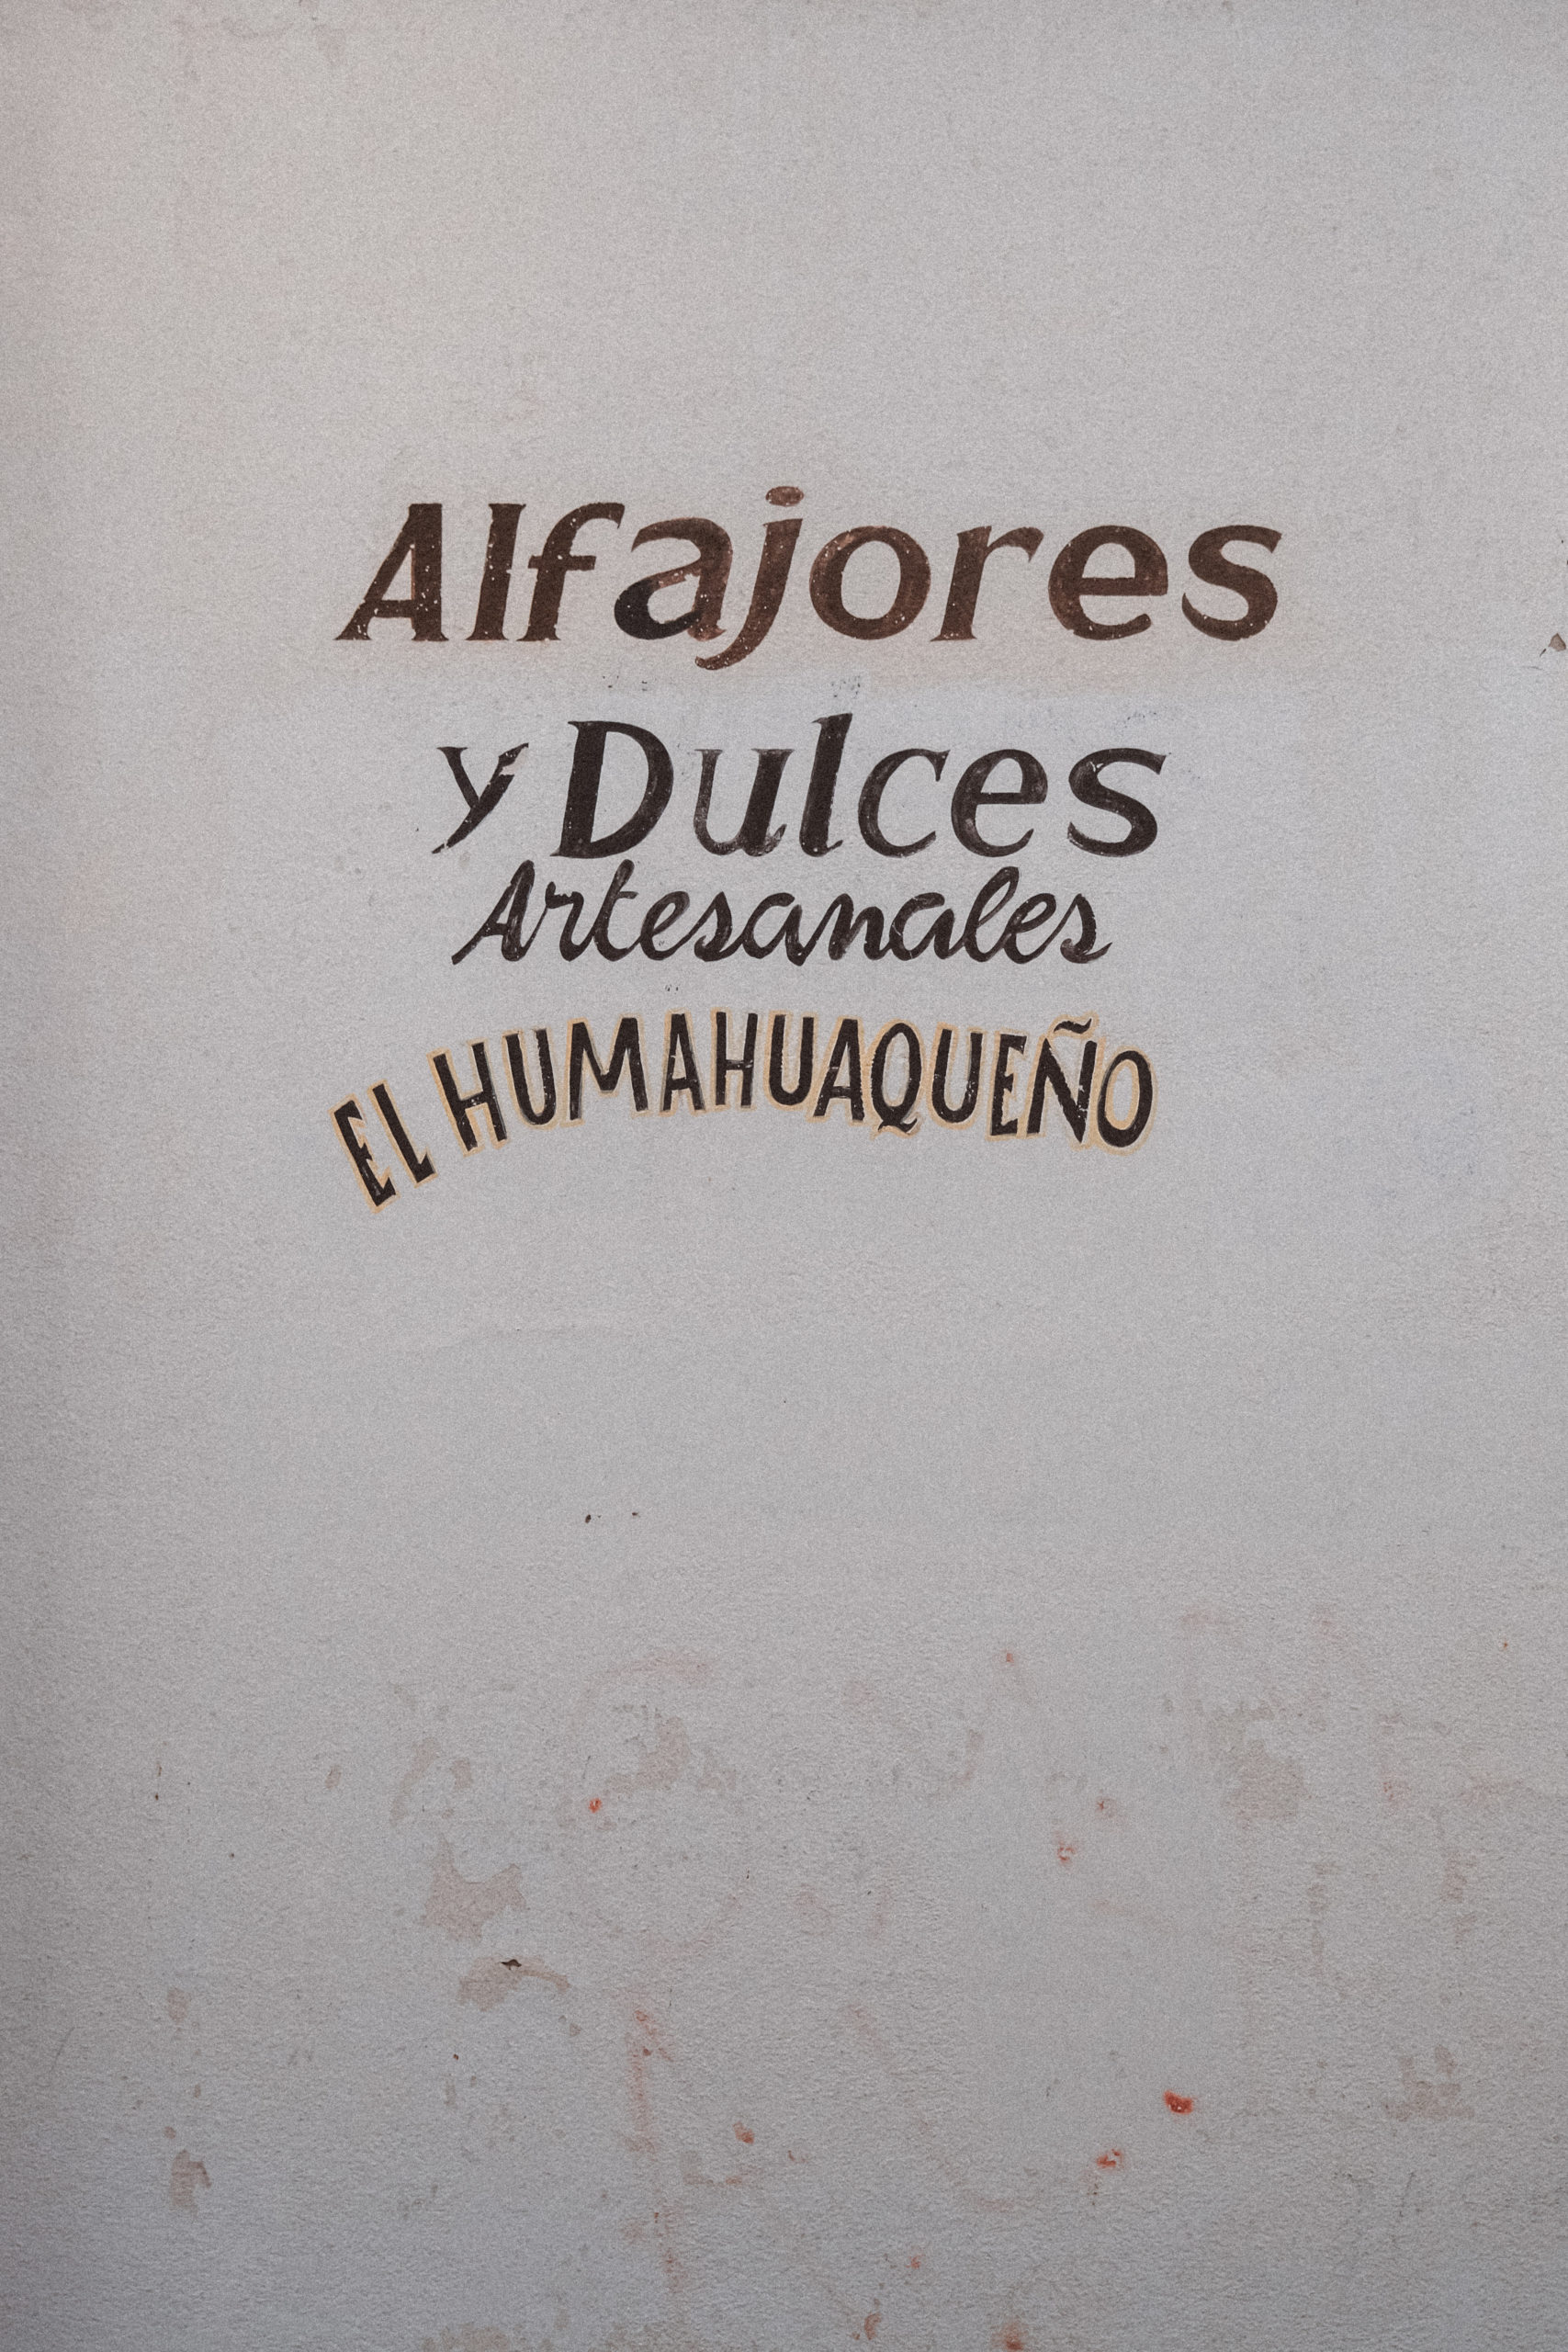 Alfajores
y Dulces
Artesanales
EL HUMAHUAQUEÑO